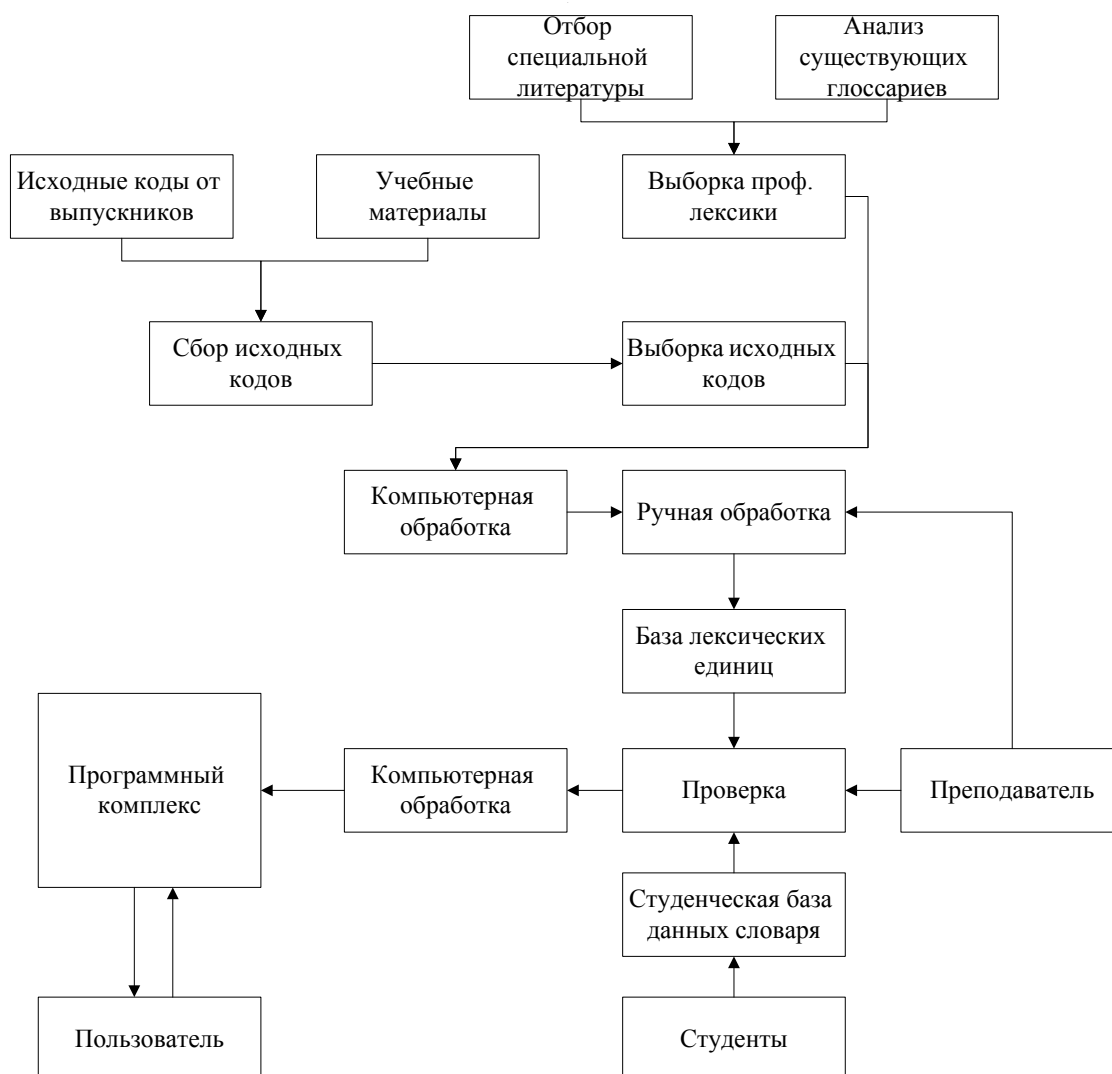 Отбор
специальной
литературы
Анализ
существующих
глоссариев
Исходные коды от
выпускников
Учебные
материалы
Выборка проф.
лексики
Сбор исходных
кодов
Выборка исходных
кодов
Компьютерная
обработка
Ручная обработка
База лексических
единиц
Программный
комплекс
Компьютерная
обработка
Проверка
Преподаватель
Студенческая база
данных словаря
Пользователь
Студенты